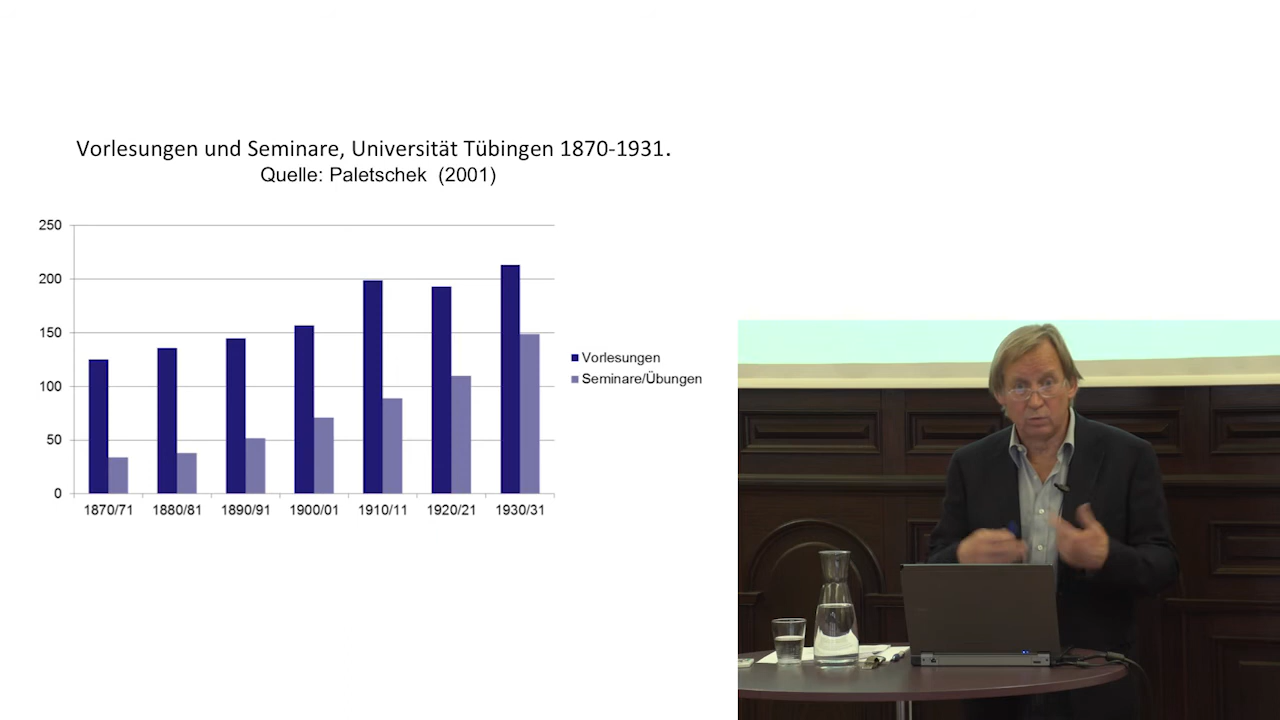 Vorlesungen und Seminare, Universität Tübingen 1870-1931.
Quelle: Paletschek (2001)
250
200
150
100
50
0
1870/71 1880/81 1890/91 1900/01 1910/11 1920/21 1930/31
Vorlesungen
Seminare/Übungen